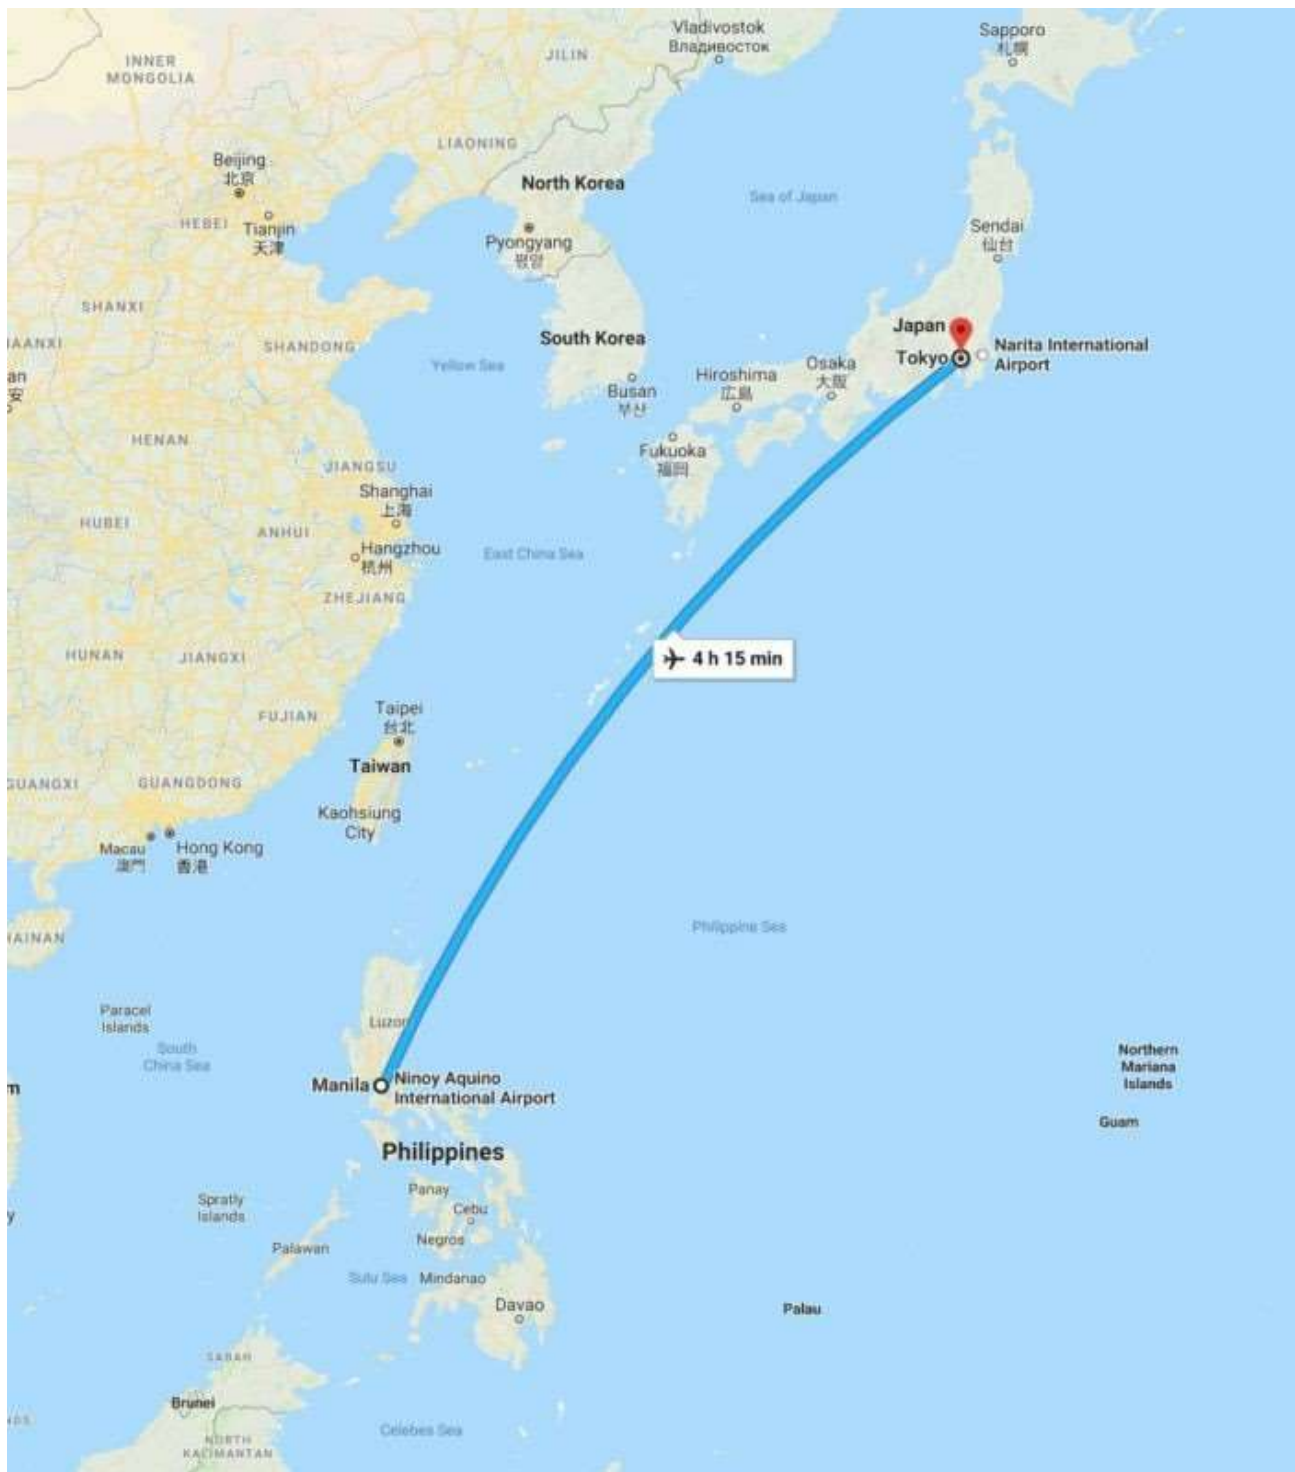 Vladivostok
Владивосток
Sapporo
札幌
INNER
MONGOLIA
JILIN
LIAONING
Beijing
北京
North Korea
Sea of Japan
HEBEI
Tianjin
天津
Pyongyang
평양
Sendai
仙台
SHANXI
SHANDONG
South Korea
Japan
Tokyo
Narita International
Airport
AANXI
an
安
Yellow Sea
Busan
부산
Hiroshima
広島
Osaka
大阪
HENAN
JIANGSU
Fukuoka
福岡
Shanghai
上海
HUBEI
ANHUI
Hangzhou
杭州
East China Sea
ZHEJIANG
HUNAN
JIANGXI
4 h 15 min
FUJIAN
Taipei
台北
Taiwan
GUANGXI
GUANGDONG
Kaohsiung
City
Macau
澳門
Hong Kong
香港
Philippine Sea
HAINAN
Paracel
Islands
South
China Sea
Luzon
Northern
Mariana
Islands
m
Manila
Ninoy Aquino
International Airport
Guam
Philippines
Panay
Cebu
Negros
Spratly
Islands
y
Palawan
Sulu Sea
Mindanao
Davao
Palau
SABAH
Brunei
Celebes Sea
NORTH
KALIMANTAN